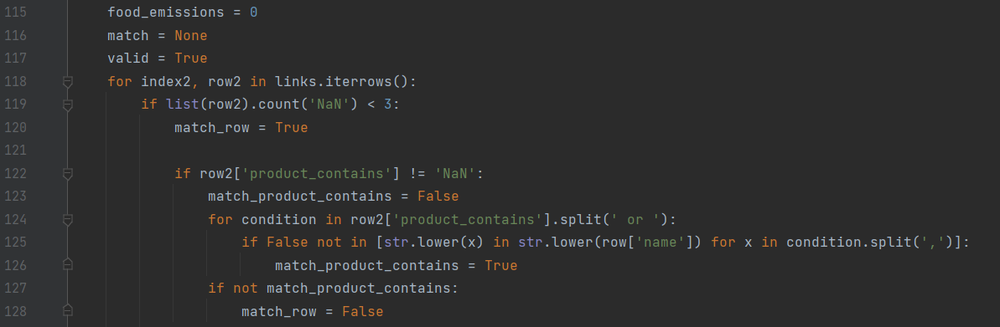 115 food_emissions = 0
116 match = None
117 valid = True
118 for index2, row2 in links.iterrows():
119 if list(row2).count('NaN') < 3:
120 match_row = True
121
122 if row2['product_contains'] != 'NaN':
123 match_product_contains = False
124 for condition in row2['product_contains'].split(' or '):
125 if False not in [str.lower(x) in str.lower(row['name']) for x in condition.split(',')]:
126 match_product_contains = True
127 if not match_product_contains:
128 match_row = False